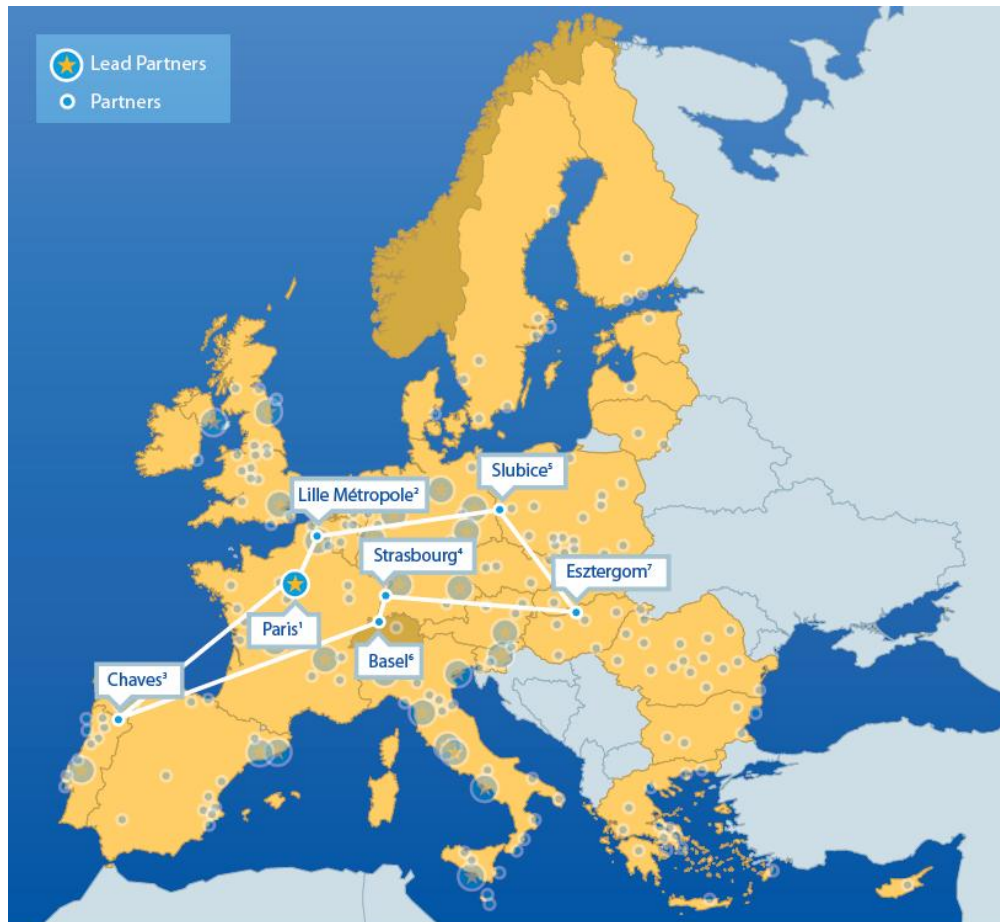 Lead Partners
Partners
Slubice⁵
Lille Métropole²
Strasbourg⁴
Esztergom⁷
Paris¹
Basel⁶
Chaves³